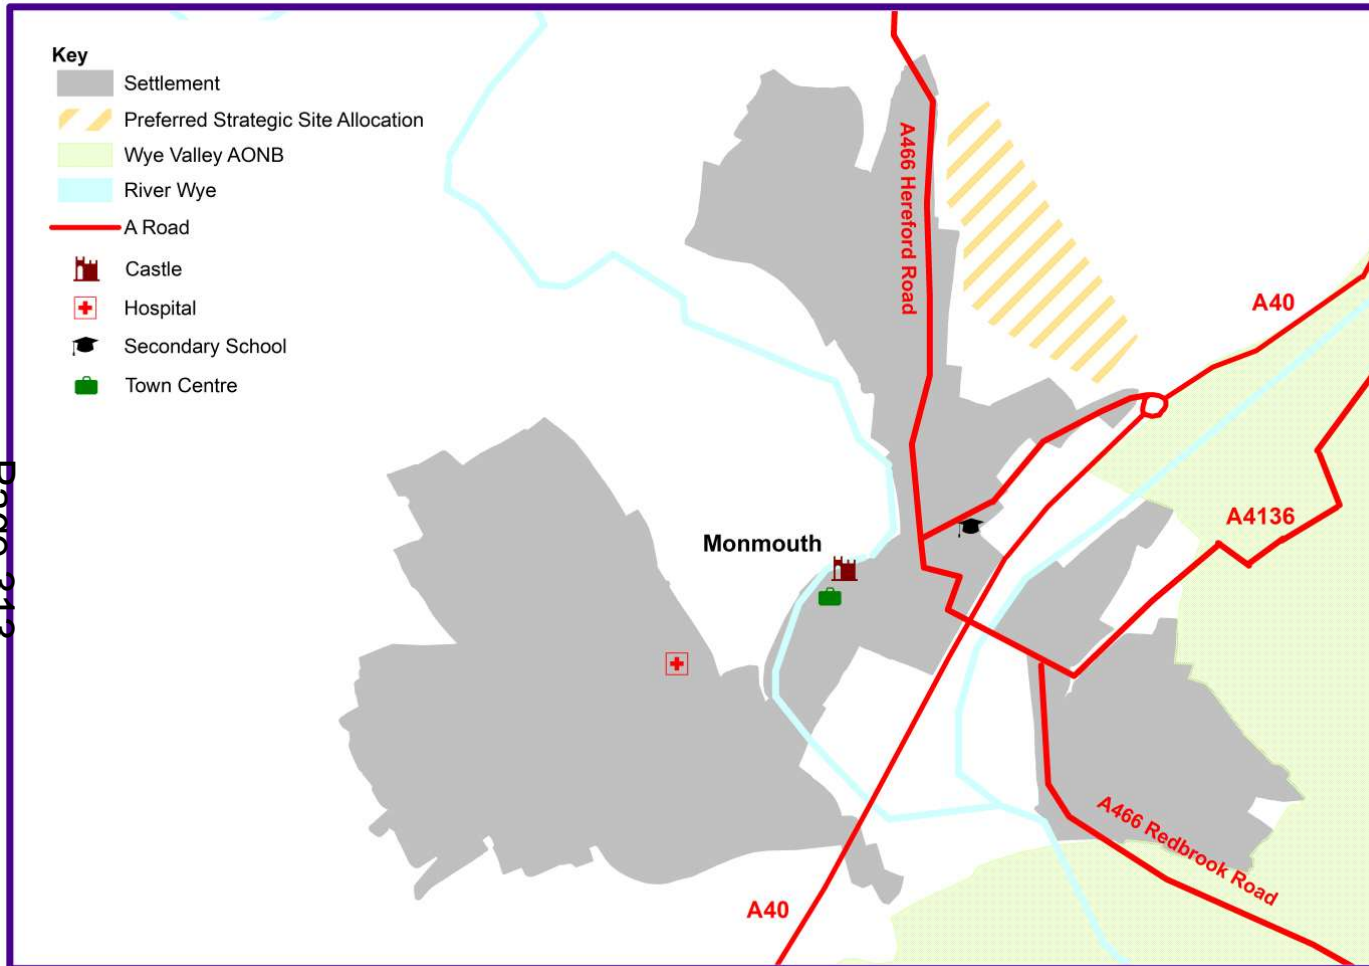 Key
Settlement
Preferred Strategic Site Allocation
Wye Valley AONB
River Wye
A Road
Castle
Hospital
Secondary School
Town Centre
A466 Hereford Road
A40
A4136
Monmouth
A466 Redbrook Road
A40